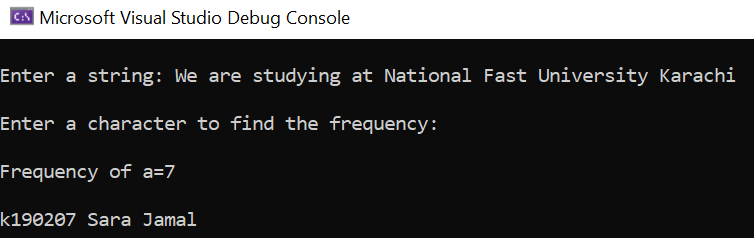 Microsoft Visual Studio Debug Console
Enter a string: We are studying at National Fast University Karachi
Enter a character to find the frequency:
Frequency of a=7
k190207 Sara Jamal